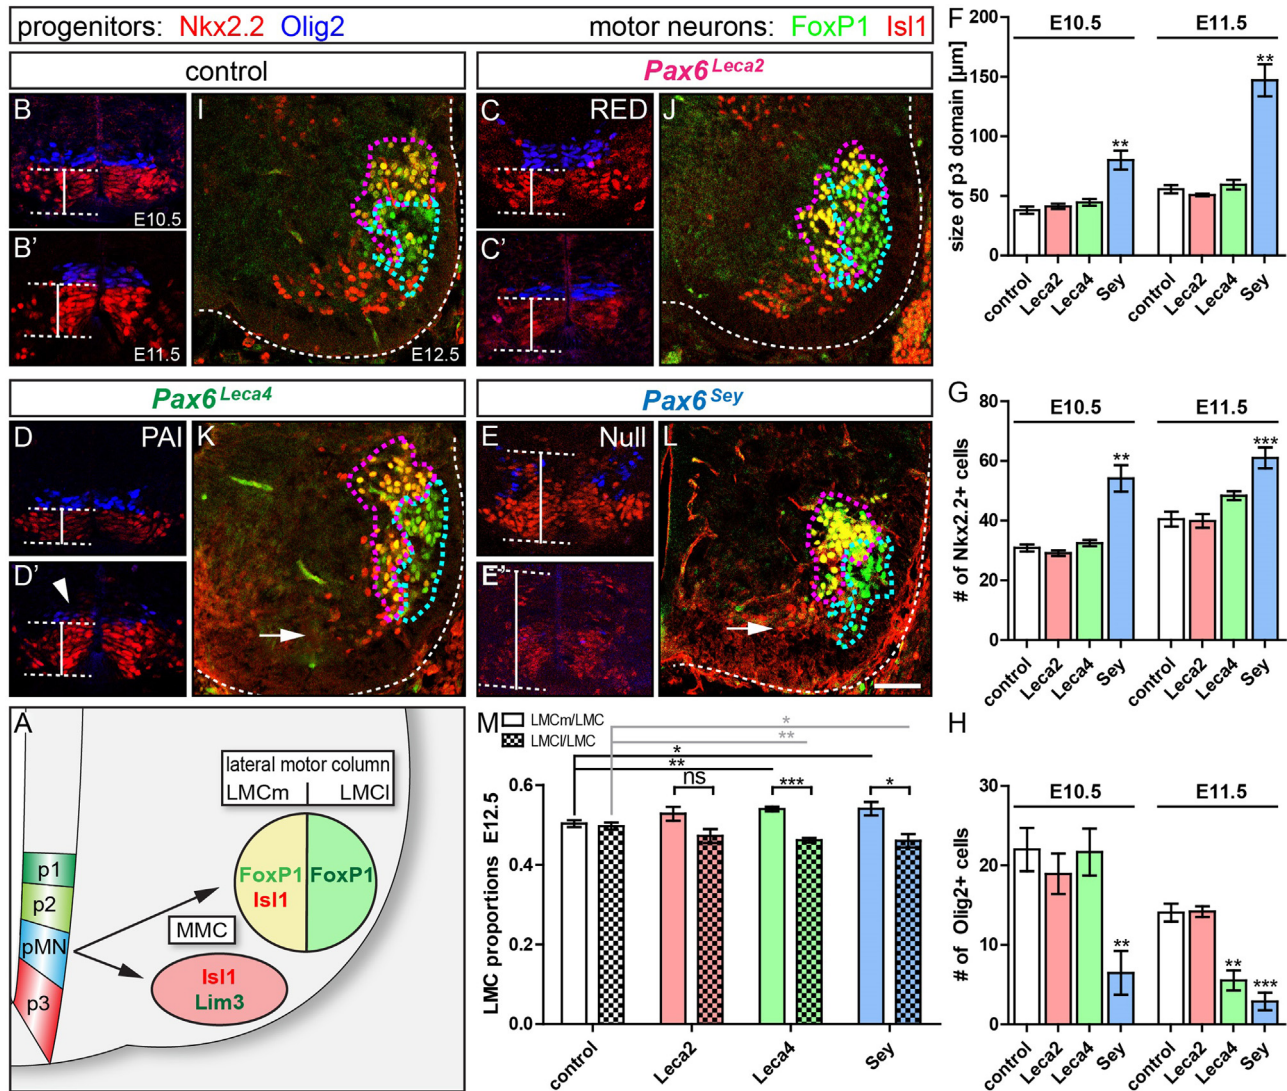 progenitors: Nkx2.2 Olig2 motor neurons: FoxP1 Isl1
control
Pax6 Leca2
B
E10.5
B'
E11.5
I
E12.5
C
RED
C'
J
Pax6 Leca4
Pax6 Sey
D
PAI
D'
K
E
Null
E'
L
A
lateral motor column
LMCm LMCl
FoxP1
Isl1
FoxP1
MMC
Isl1
Lim3
p1
p2
pMN
p3
M
LMCm/LMC
LMCl/LMC
*
**
*
**
ns
***
*
LMC proportions E12.5
0.6
0.4
0.2
0.0
control Leca2 Leca4 Sey
F
E10.5 E11.5
size of p3 domain [µm]
200
150
100
50
0
**
**
control Leca2 Leca4 Sey control Leca2 Leca4 Sey
G
E10.5 E11.5
# of Nkx2.2+ cells
80
60
40
20
0
**
***
control Leca2 Leca4 Sey control Leca2 Leca4 Sey
H
E10.5 E11.5
# of Olig2+ cells
30
20
10
0
**
**
***
control Leca2 Leca4 Sey control Leca2 Leca4 Sey